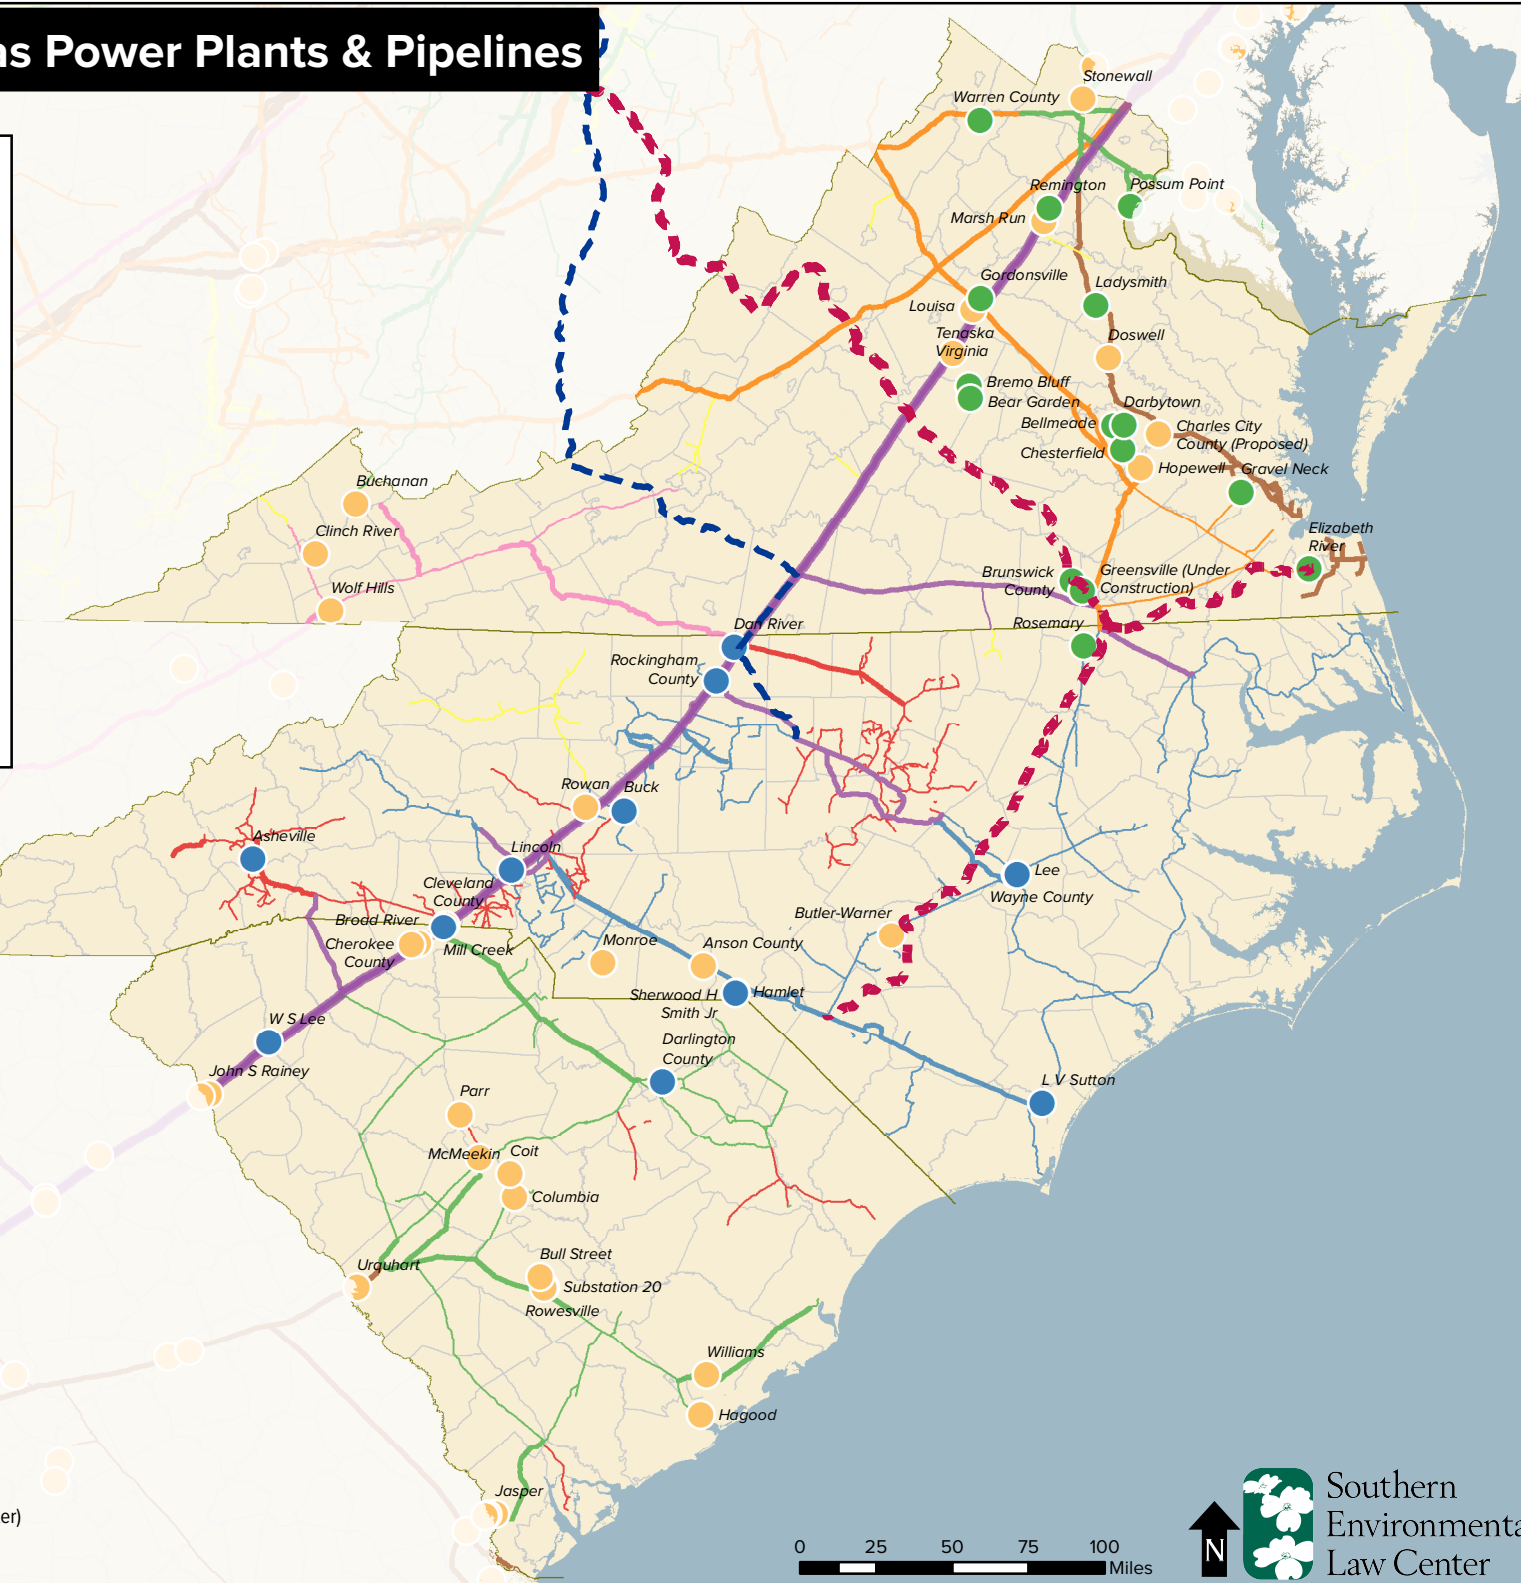 as Power Plants & Pipelines
Stonewall
Warren County
Remington
Possum Point
Marsh Run
Gordonsville
Ladysmith
Louisa
Tenaska
Virginia
Doswell
Bremo Bluff
Bear Garden
Darbytown
Bellmeade
Charles City
County (Proposed)
Chesterfield
Hopewell
Gravel Neck
Buchanan
Clinch River
Elizabeth
River
Wolf Hills
Brunswick
County
Greensville (Under
Construction)
Dan River
Rosemary
Rockingham
County
Rowan
Buck
Asheville
Lincoln
Cleveland
County
Lee
Wayne County
Broad River
Butler-Warner
Cherokee
County
Mill Creek
Monroe
Anson County
Sherwood H
Smith Jr
Hamlet
W S Lee
Darlington
County
John S Rainey
L V Sutton
Parr
McMeekin
Coit
Columbia
Bull Street
Urquhart
Substation 20
Rowesville
Williams
Hagood
Jasper
er)
0 25 50 75 100
Miles
N
Southern
Environmenta
Law Center